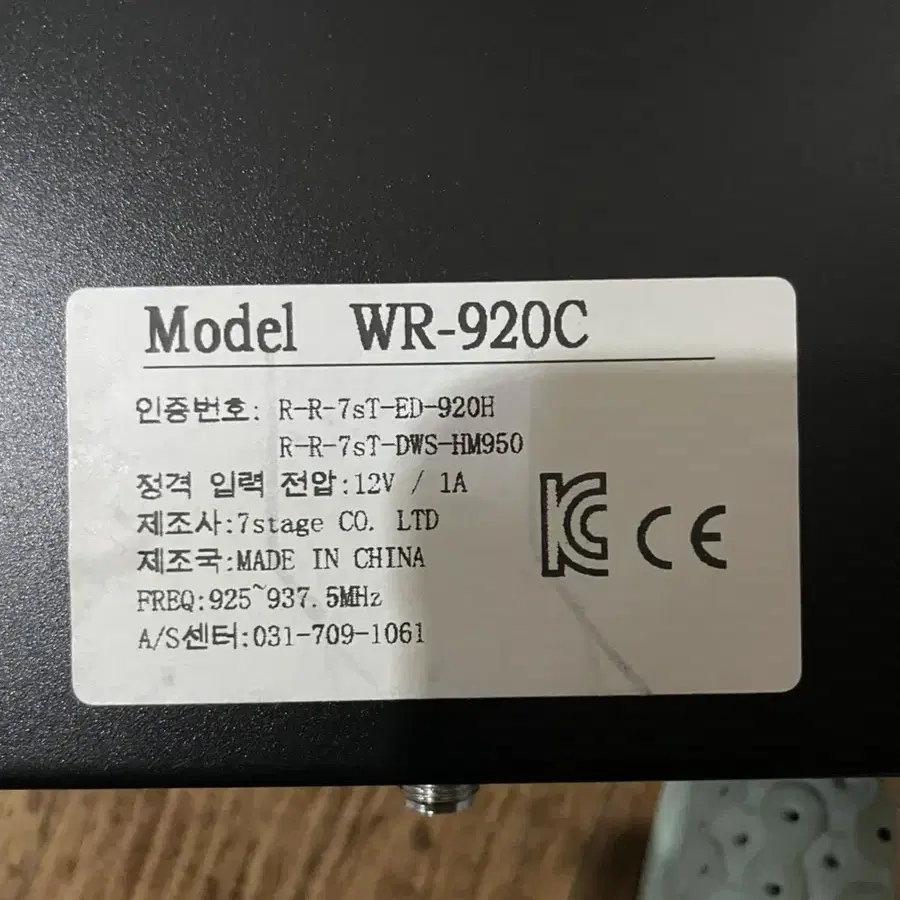 Model WR-920C
인증번호: R-R-7sT-ED-920H
R-R-7sT-DWS-HM950
정격 입력 전압:12V / 1A
제조사:7stage CO. LTD
제조국:MADE IN CHINA
FREQ:925~937.5MHz
A/S센터:031-709-1061
KC CE